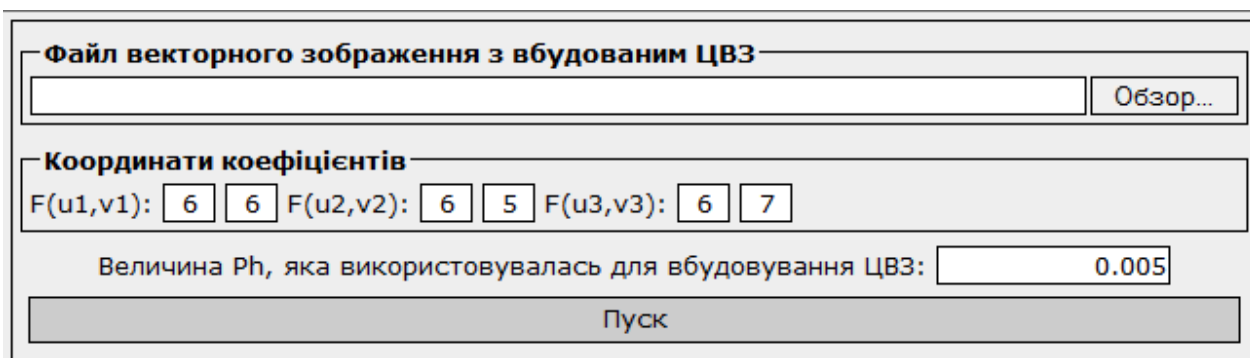 Файл векторного зображення з вбудованим ЦВЗ
Обзор...
Координати коефіцієнтів
F(u1,v1): 6 6 F(u2,v2): 6 5 F(u3,v3): 6 7
Величина Ph, яка використовувалась для вбудовування ЦВЗ: 0.005
Пуск